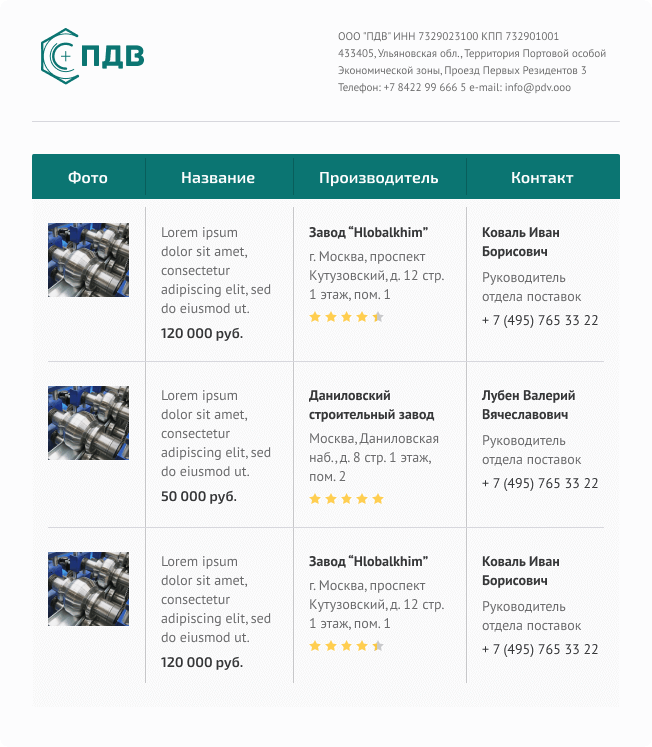 ПДВ
ООО "ПДВ" ИНН 7329023100 КПП 732901001
433405, Ульяновская обл., Территория Портовой особой
Экономической зоны, Проезд Первых Резидентов 3
Телефон: +7 8422 99 666 5 e-mail: info@pdv.ooo
Фото Название Производитель Контакт
Lorem ipsum
dolor sit amet,
consectetur
adipiscing elit, sed
do eiusmod ut.
120 000 руб.
Завод “Hlobalkhim”
г. Москва, проспект
Кутузовский, д. 12 стр.
1 этаж, пом. 1
Коваль Иван
Борисович
Руководитель
отдела поставок
+ 7 (495) 765 33 22
Lorem ipsum
dolor sit amet,
consectetur
adipiscing elit, sed
do eiusmod ut.
50 000 руб.
Даниловский
строительный завод
Москва, Даниловская
наб., д. 8 стр. 1 этаж,
пом. 2
Лубен Валерий
Вячеславович
Руководитель
отдела поставок
+ 7 (495) 765 33 22
Lorem ipsum
dolor sit amet,
consectetur
adipiscing elit, sed
do eiusmod ut.
120 000 руб.
Завод “Hlobalkhim”
г. Москва, проспект
Кутузовский, д. 12 стр.
1 этаж, пом. 1
Коваль Иван
Борисович
Руководитель
отдела поставок
+ 7 (495) 765 33 22